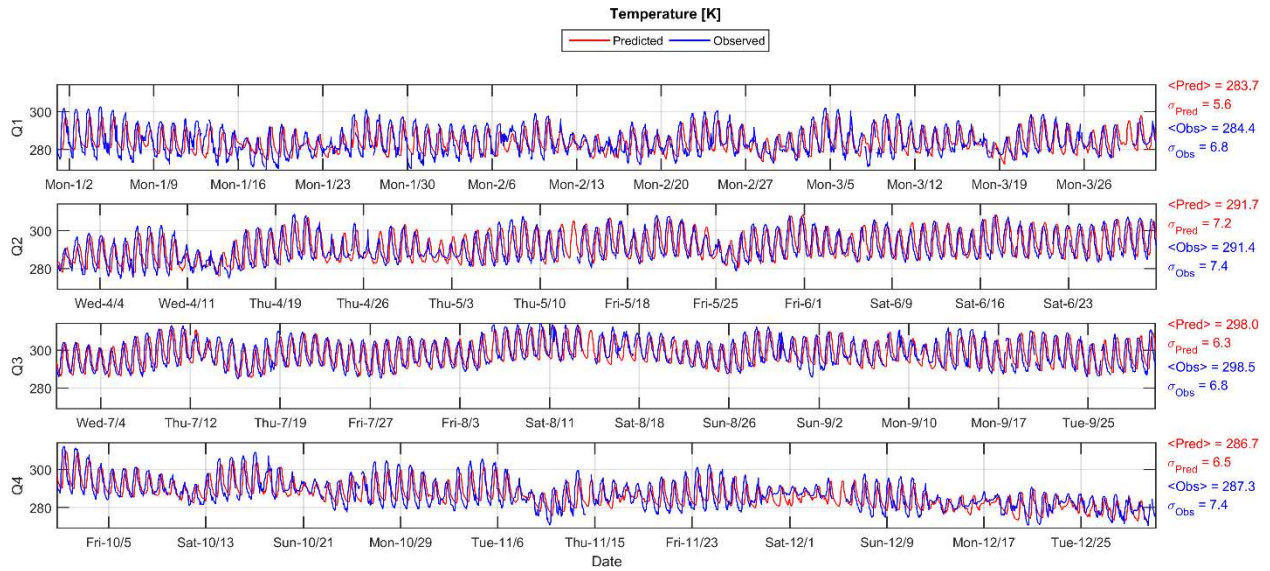 Temperature [K]
Predicted Observed
Q1
300
280
Mon-1/2 Mon-1/9 Mon-1/16 Mon-1/23 Mon-1/30 Mon-2/6 Mon-2/13 Mon-2/20 Mon-2/27 Mon-3/5 Mon-3/12 Mon-3/19 Mon-3/26
<Pred> = 283.7
σPred = 5.6
<Obs> = 284.4
σObs = 6.8
Q2
300
280
Wed-4/4 Wed-4/11 Thu-4/19 Thu-4/26 Thu-5/3 Thu-5/10 Fri-5/18 Fri-5/25 Fri-6/1 Sat-6/9 Sat-6/16 Sat-6/23
<Pred> = 291.7
σPred = 7.2
<Obs> = 291.4
σObs = 7.4
Q3
300
280
Wed-7/4 Thu-7/12 Thu-7/19 Fri-7/27 Fri-8/3 Sat-8/11 Sat-8/18 Sun-8/26 Sun-9/2 Mon-9/10 Mon-9/17 Tue-9/25
<Pred> = 298.0
σPred = 6.3
<Obs> = 298.5
σObs = 6.8
Q4
300
280
Fri-10/5 Sat-10/13 Sun-10/21 Mon-10/29 Tue-11/6 Thu-11/15 Fri-11/23 Sat-12/1 Sun-12/9 Mon-12/17 Tue-12/25
<Pred> = 286.7
σPred = 6.5
<Obs> = 287.3
σObs = 7.4
Date